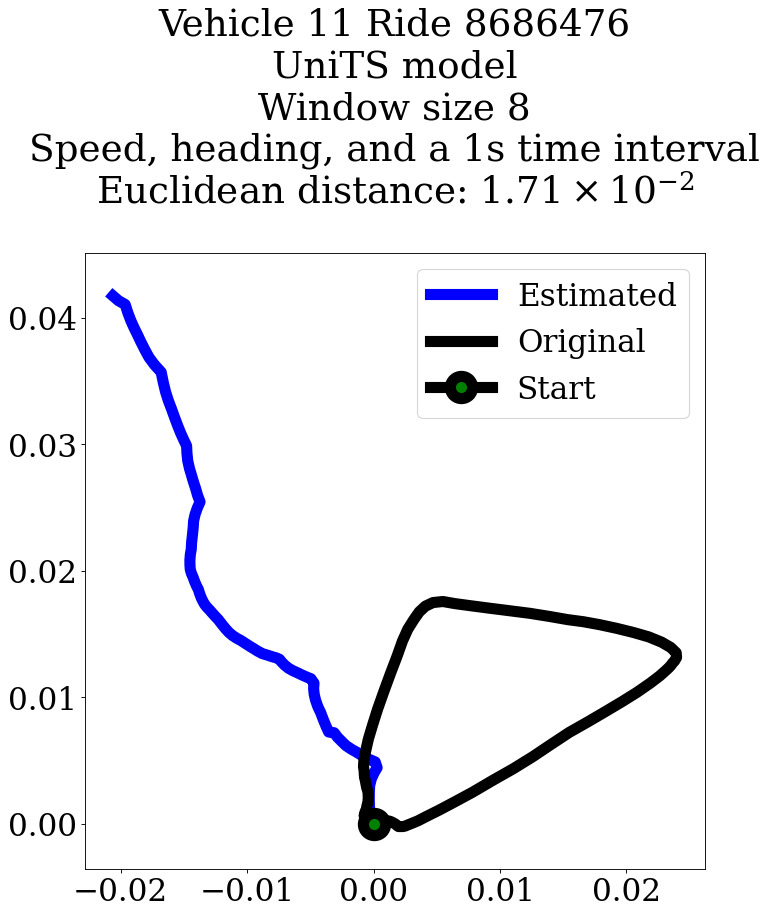 Vehicle 11 Ride 8686476
UniTS model
Window size 8
Speed, heading, and a 1s time interval
Euclidean distance: 1.71 × 10⁻²
Estimated
Original
Start
0.04
0.03
0.02
0.01
0.00
−0.02 −0.01 0.00 0.01 0.02